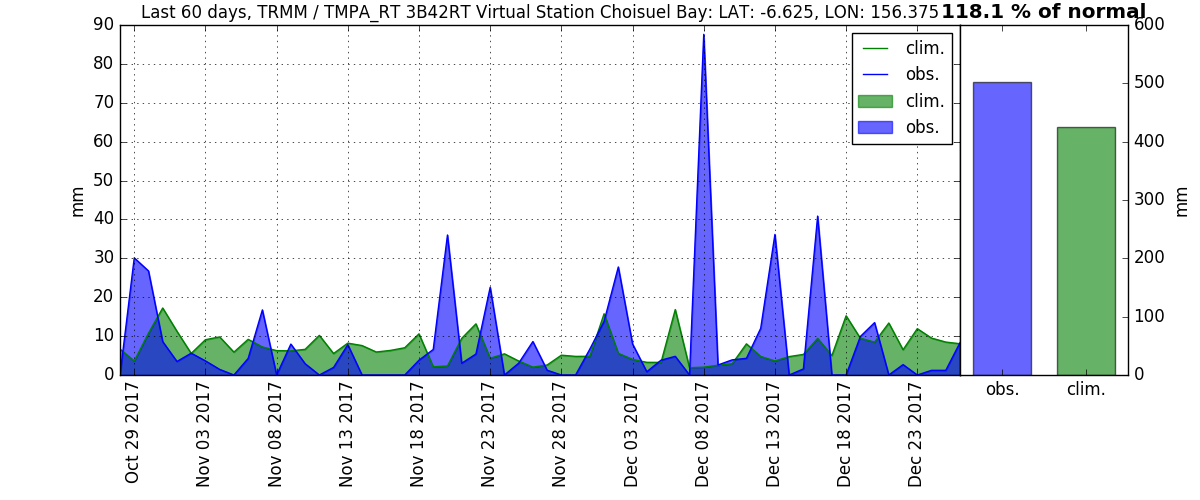 Last 60 days, TRMM / TMPA_RT 3B42RT Virtual Station Choisuel Bay: LAT: -6.625, LON: 156.375
118.1 % of normal
mm
90
80
70
60
50
40
30
20
10
0
clim.
obs.
clim.
obs.
Oct 29 2017
Nov 03 2017
Nov 08 2017
Nov 13 2017
Nov 18 2017
Nov 23 2017
Nov 28 2017
Dec 03 2017
Dec 08 2017
Dec 13 2017
Dec 18 2017
Dec 23 2017
600
500
400
300
200
100
0
mm
obs.
clim.